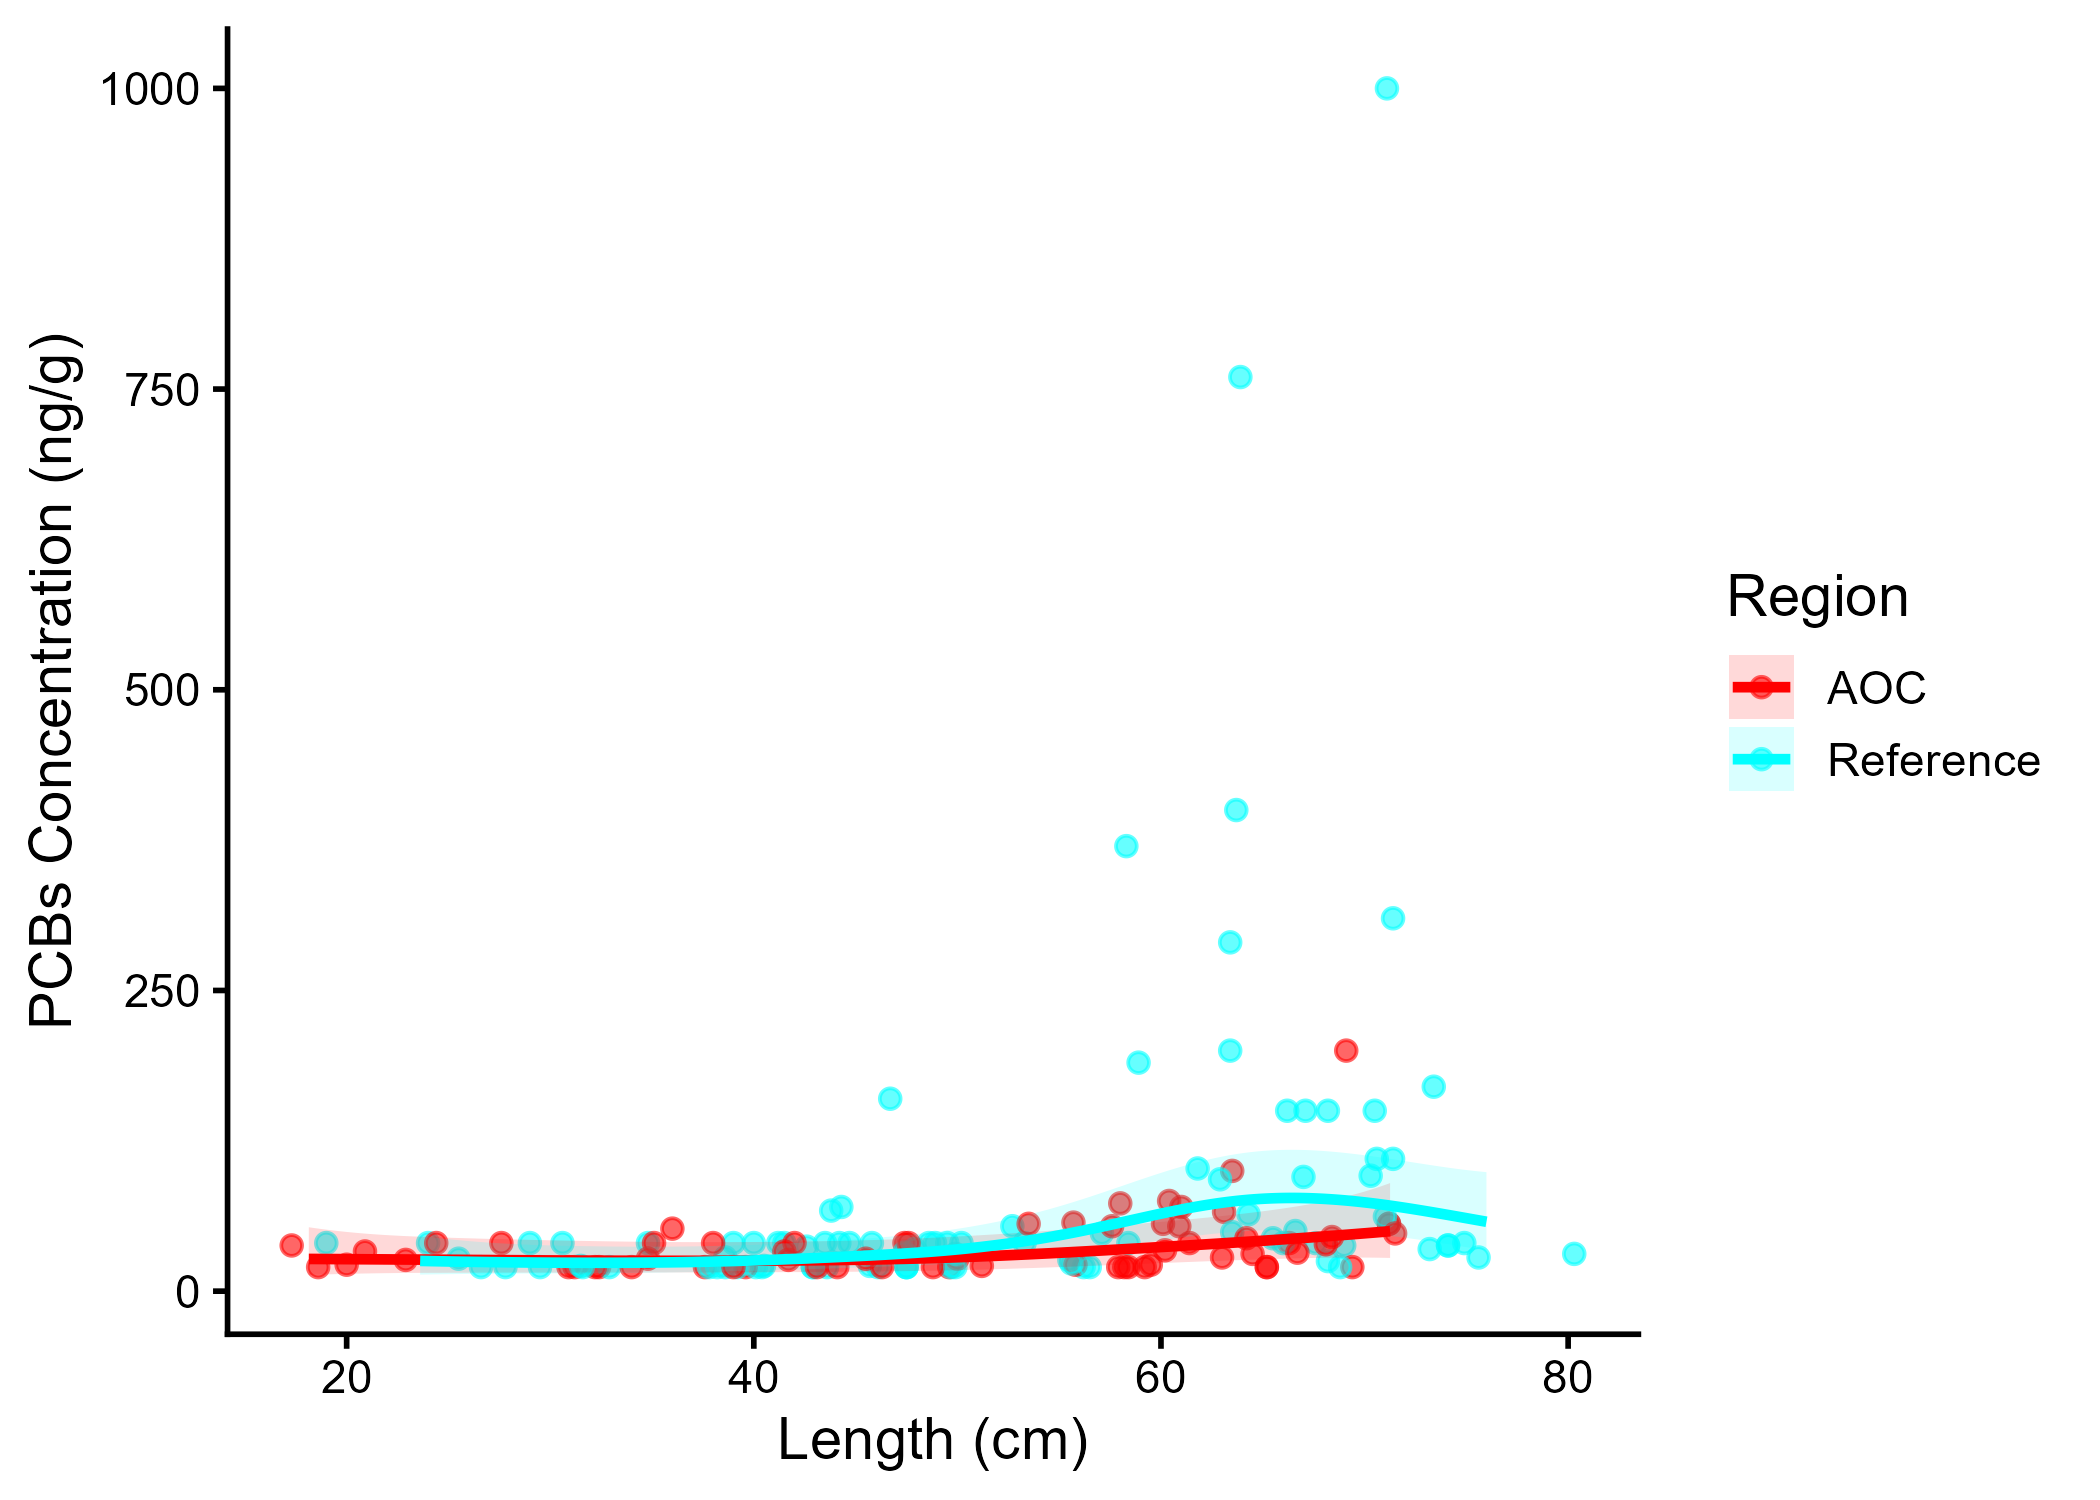 PCBs Concentration (ng/g)
1000
750
500
250
0
20 40 60 80
Length (cm)
Region
AOC
Reference